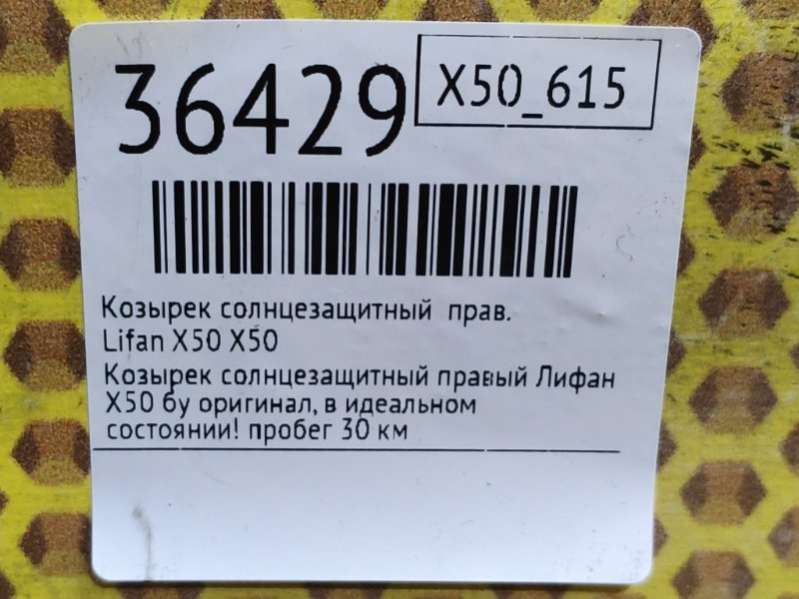 36429
X50_615
Козырек солнцезащитный прав.
Lifan X50 X50
Козырек солнцезащитный правый Лифан
X50 бу оригинал, в идеальном
состоянии! пробег 30 км